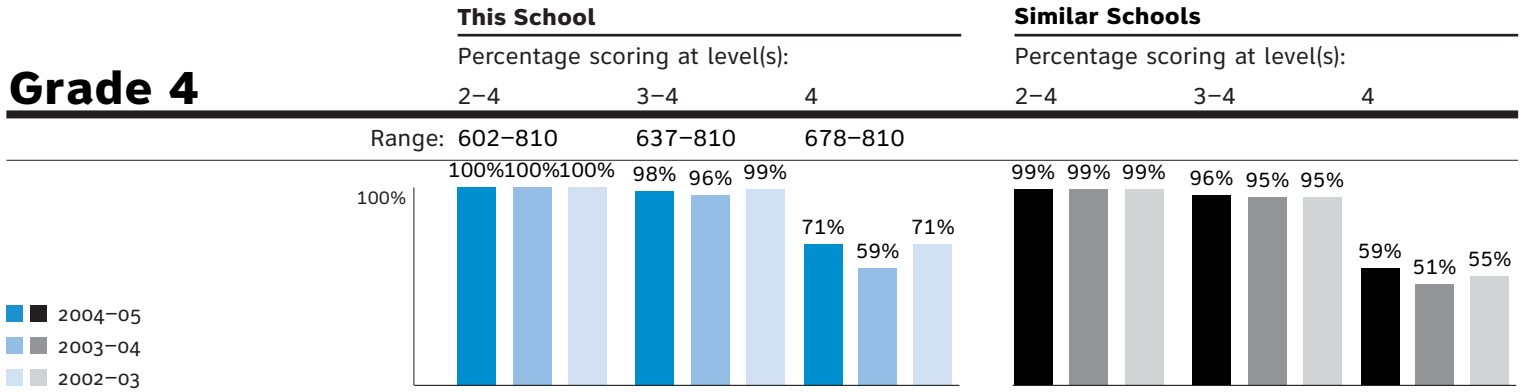 This School Similar Schools
Percentage scoring at level(s): Percentage scoring at level(s):
Grade 4 2–4 3–4 4 2–4 3–4 4
Range: 602–810 637–810 678–810
100% 100% 100% 98% 96% 99% 71% 59% 71% 99% 99% 99% 96% 95% 95% 59% 51% 55%
100%
2004–05
2003–04
2002–03